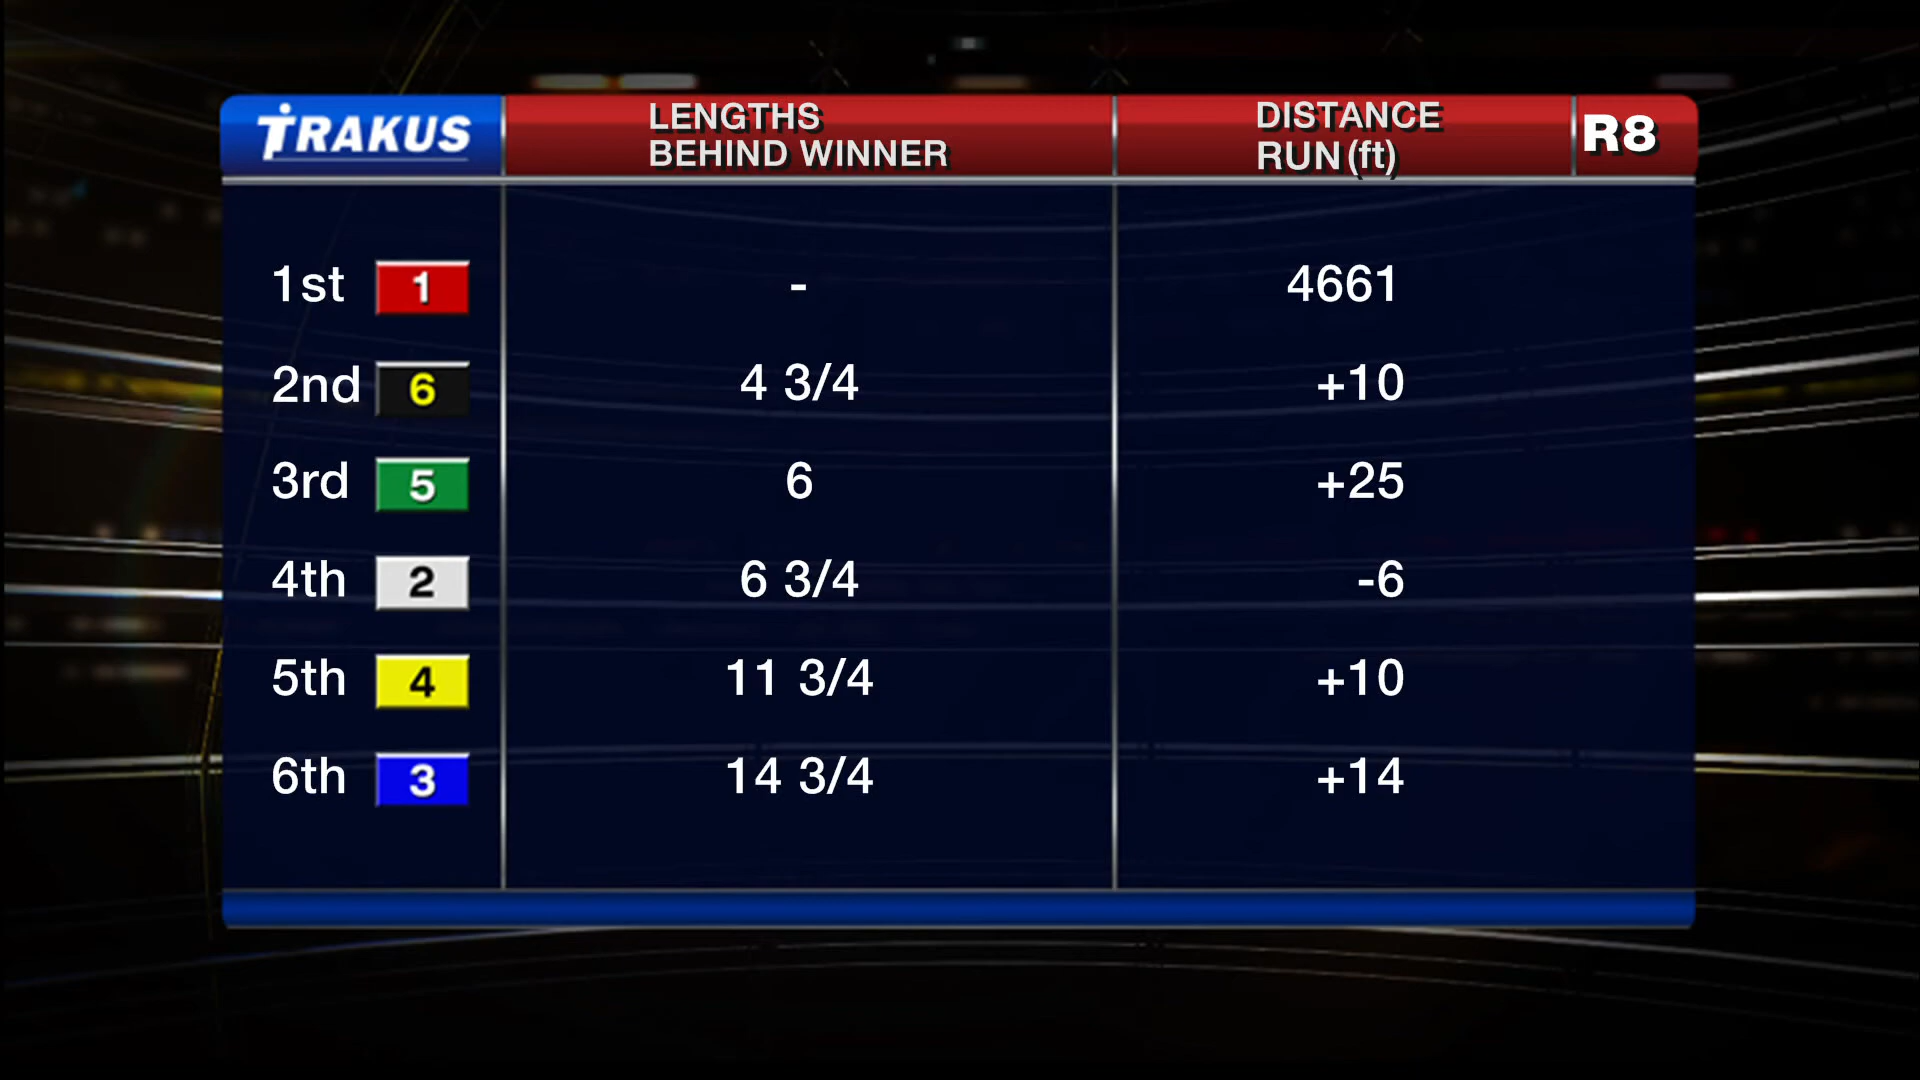 TRAKUS
LENGTHS
BEHIND WINNER
DISTANCE
RUN (ft)
R8
1st 1 - 4661
2nd 6 4 3/4 +10
3rd 5 6 +25
4th 2 6 3/4 -6
5th 4 11 3/4 +10
6th 3 14 3/4 +14